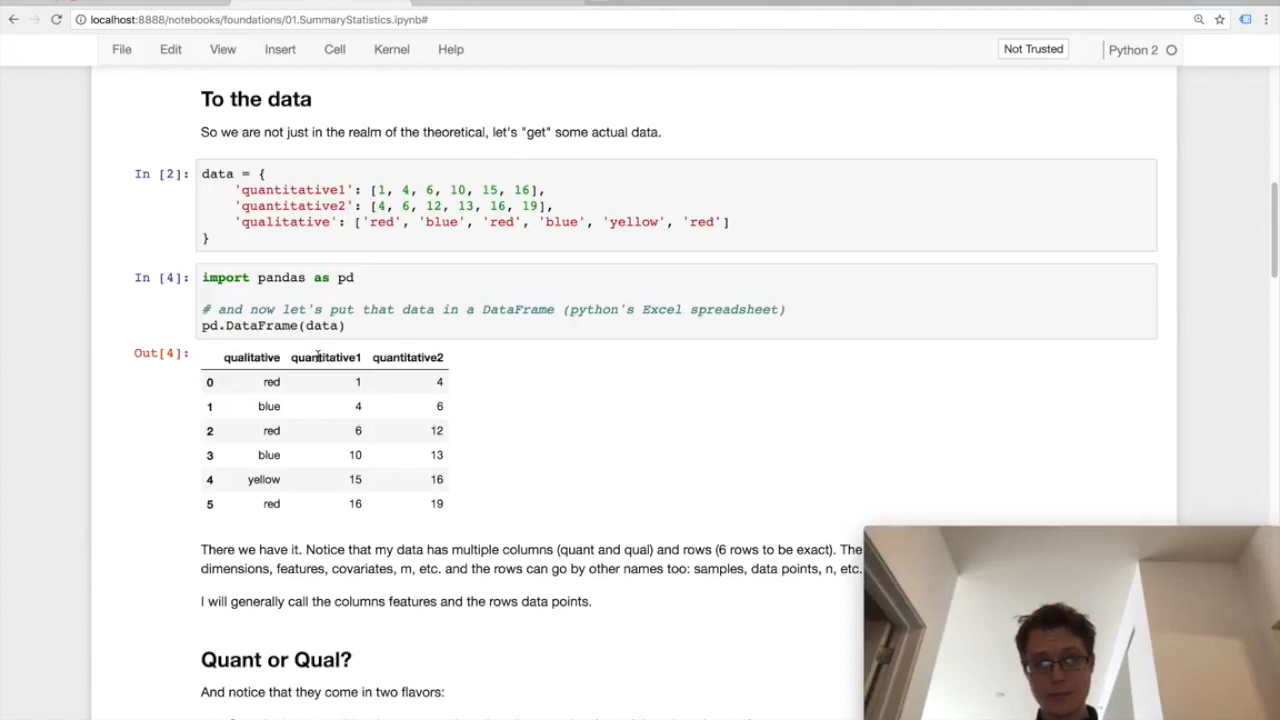 localhost:8888/notebooks/foundations/01.SummaryStatistics.ipynb#
File Edit View Insert Cell Kernel Help Not Trusted Python 2
To the data
So we are not just in the realm of the theoretical, let's "get" some actual data.
In [2]: data = {
'quantitative1': [1, 4, 6, 10, 15, 16],
'quantitative2': [4, 6, 12, 13, 16, 19],
'qualitative': ['red', 'blue', 'red', 'blue', 'yellow', 'red']
}
In [4]: import pandas as pd
# and now let's put that data in a DataFrame (python's Excel spreadsheet)
pd.DataFrame(data)
Out[4]: qualitative quantitative1 quantitative2
0 red 1 4
1 blue 4 6
2 red 6 12
3 blue 10 13
4 yellow 15 16
5 red 16 19
There we have it. Notice that my data has multiple columns (quant and qual) and rows (6 rows to be exact). The
dimensions, features, covariates, m, etc. and the rows can go by other names too: samples, data points, n, etc.
I will generally call the columns features and the rows data points.
Quant or Qual?
And notice that they come in two flavors: